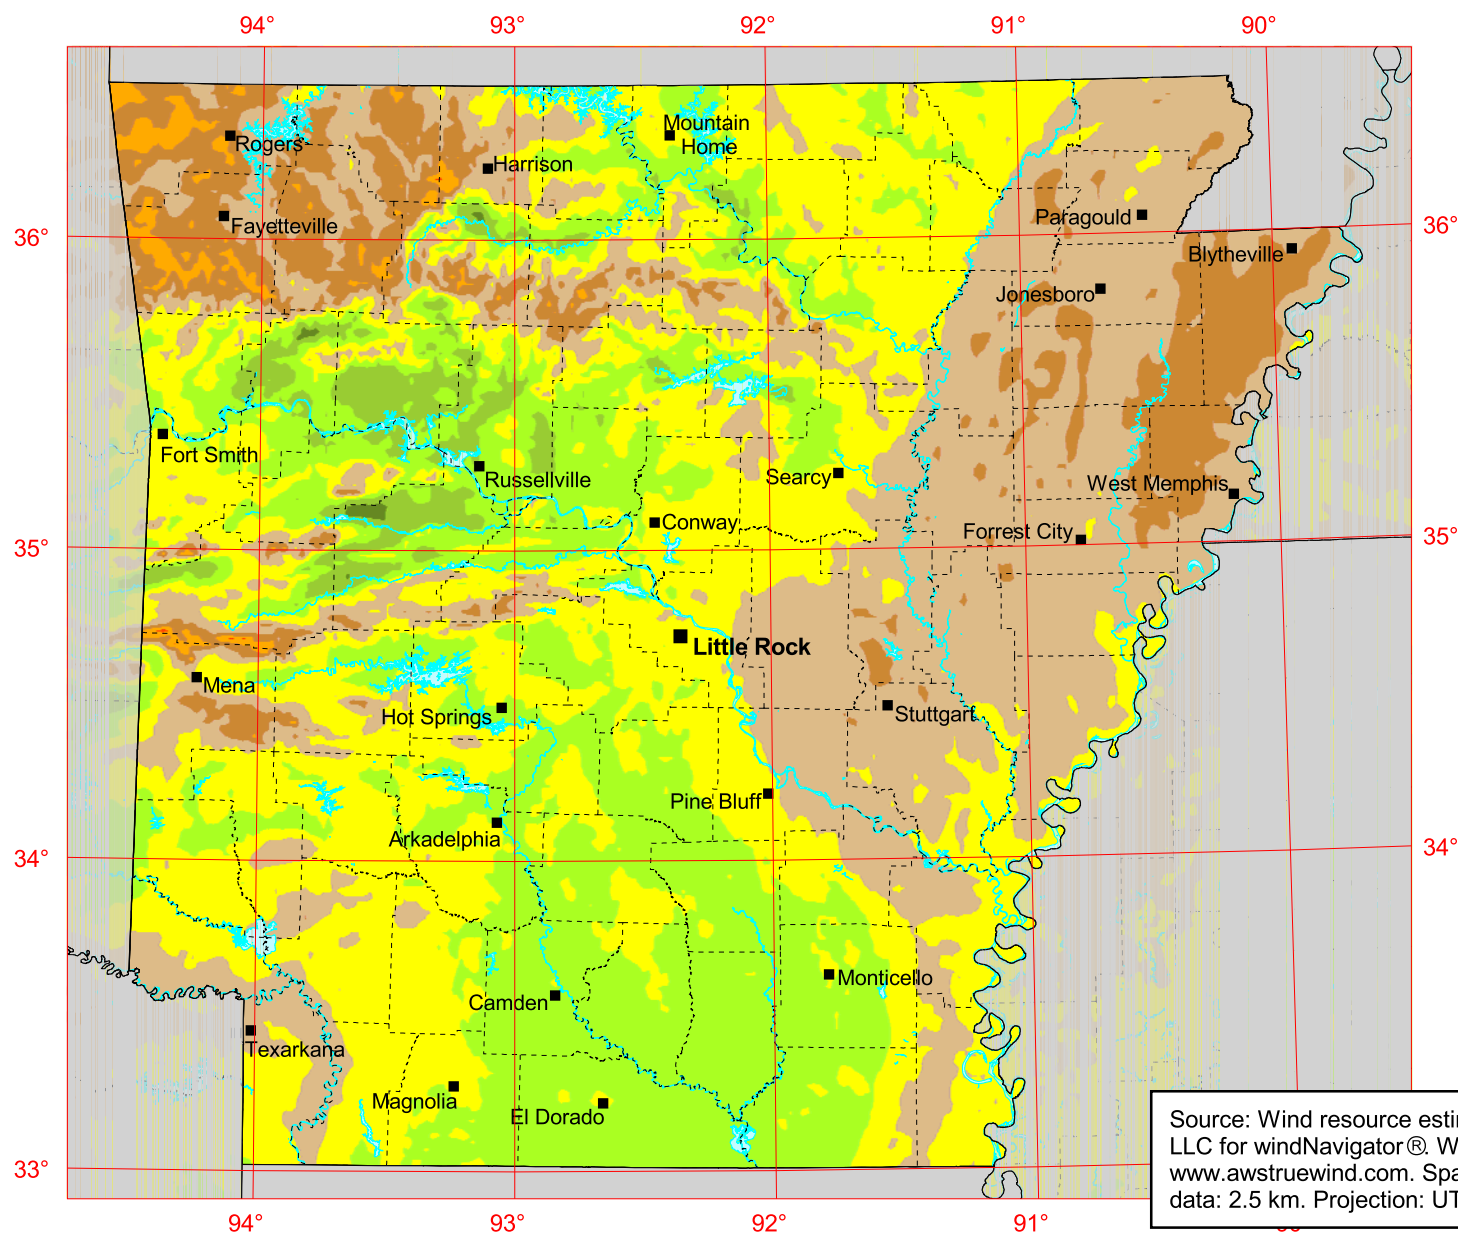 94° 93° 92° 91° 90°
Mountain
Home
Rogers
Harrison
Paragould
Fayetteville
36° 36°
Blytheville
Jonesboro
Fort Smith
Searcy
Russellville
West Memphis
Conway
Forrest City
35° 35°
Little Rock
Mena
Hot Springs
Stuttgart
Pine Bluff
Arkadelphia
34° 34°
Monticello
Camden
Texarkana
Magnolia
El Dorado
Source: Wind resource esti
LLC for windNavigator®. W
www.awstruewind.com. Spa
data: 2.5 km. Projection: UT
33°
94° 93° 92° 91°